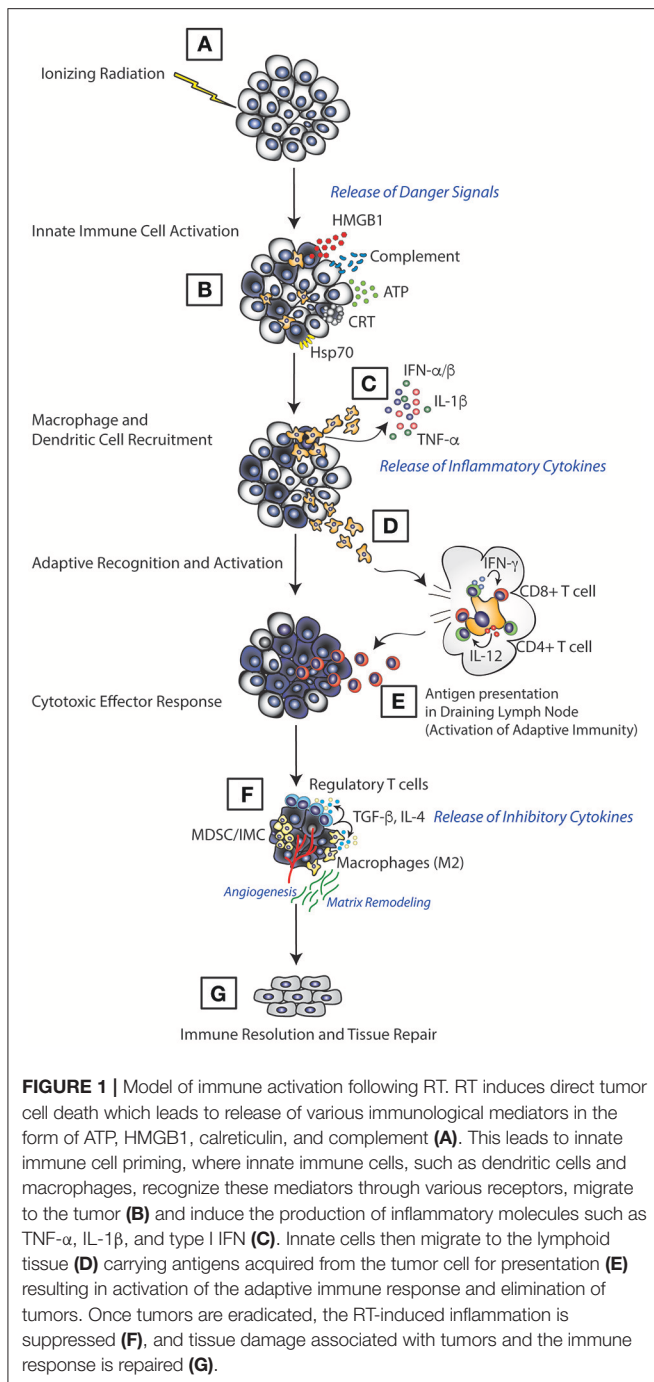 A
Ionizing Radiation
Release of Danger Signals
HMGB1
Innate Immune Cell Activation
Complement
B
ATP
CRT
Hsp70
IFN-α/β
C
IL-1β
Macrophage and
Dendritic Cell Recruitment
TNF-α
Release of Inflammatory Cytokines
D
Adaptive Recognition and Activation
IFN-γ
CD8+ T cell
CD4+ T cell
IL-12
Cytotoxic Effector Response
E
Antigen presentation
in Draining Lymph Node
(Activation of Adaptive Immunity)
F
Regulatory T cells
TGF-β, IL-4
Release of Inhibitory Cytokines
MDSC/IMC
Macrophages (M2)
Angiogenesis
Matrix Remodeling
G
Immune Resolution and Tissue Repair
FIGURE 1 | Model of immune activation following RT. RT induces direct tumor
cell death which leads to release of various immunological mediators in the
form of ATP, HMGB1, calreticulin, and complement (A). This leads to innate
immune cell priming, where innate immune cells, such as dendritic cells and
macrophages, recognize these mediators through various receptors, migrate
to the tumor (B) and induce the production of inflammatory molecules such as
TNF-α, IL-1β, and type I IFN (C). Innate cells then migrate to the lymphoid
tissue (D) carrying antigens acquired from the tumor cell for presentation (E)
resulting in activation of the adaptive immune response and elimination of
tumors. Once tumors are eradicated, the RT-induced inflammation is
suppressed (F), and tissue damage associated with tumors and the immune
response is repaired (G).